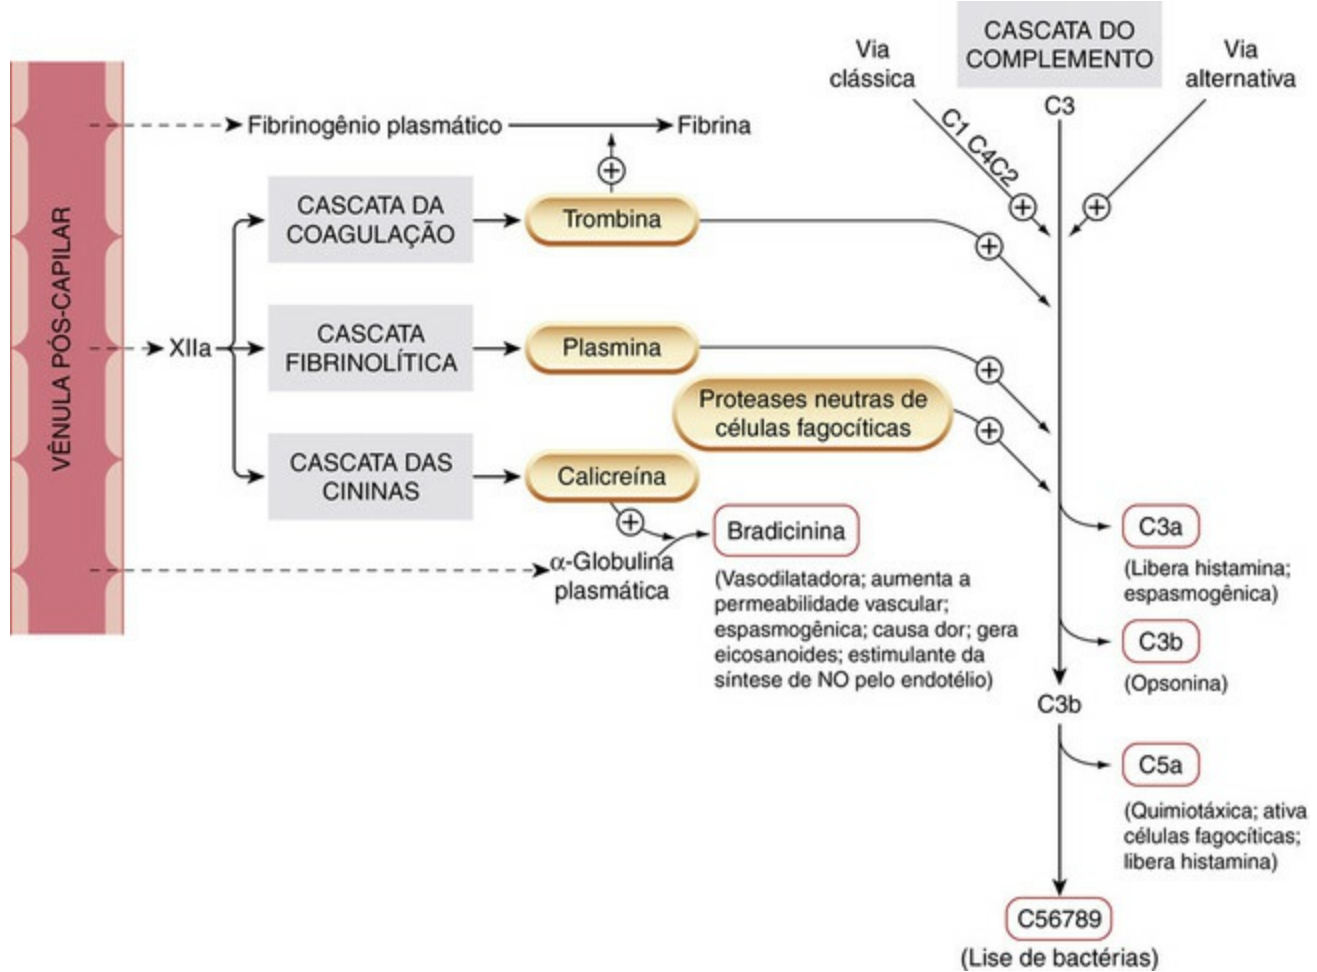 CASCATA DO
COMPLEMENTO
Via
clássica
Via
alternativa
C3
C1 C4C2
+
+
VÊNULA PÓS-CAPILAR
Fibrinogênio plasmático
Fibrina
+
CASCATA DA
COAGULAÇÃO
Trombina
+
XIIa
CASCATA
FIBRINOLÍTICA
Plasmina
+
Proteases neutras de
células fagocíticas
+
CASCATA DAS
CININAS
Calicreína
+
Bradicinina
α-Globulina
plasmática
(Vasodilatadora; aumenta a
permeabilidade vascular;
espasmogênica; causa dor; gera
eicosanoides; estimulante da
síntese de NO pelo endotélio)
C3a
(Libera histamina;
espasmogênica)
C3b
(Opsonina)
C3b
C5a
(Quimiotáxica; ativa
células fagocíticas;
libera histamina)
C56789
(Lise de bactérias)